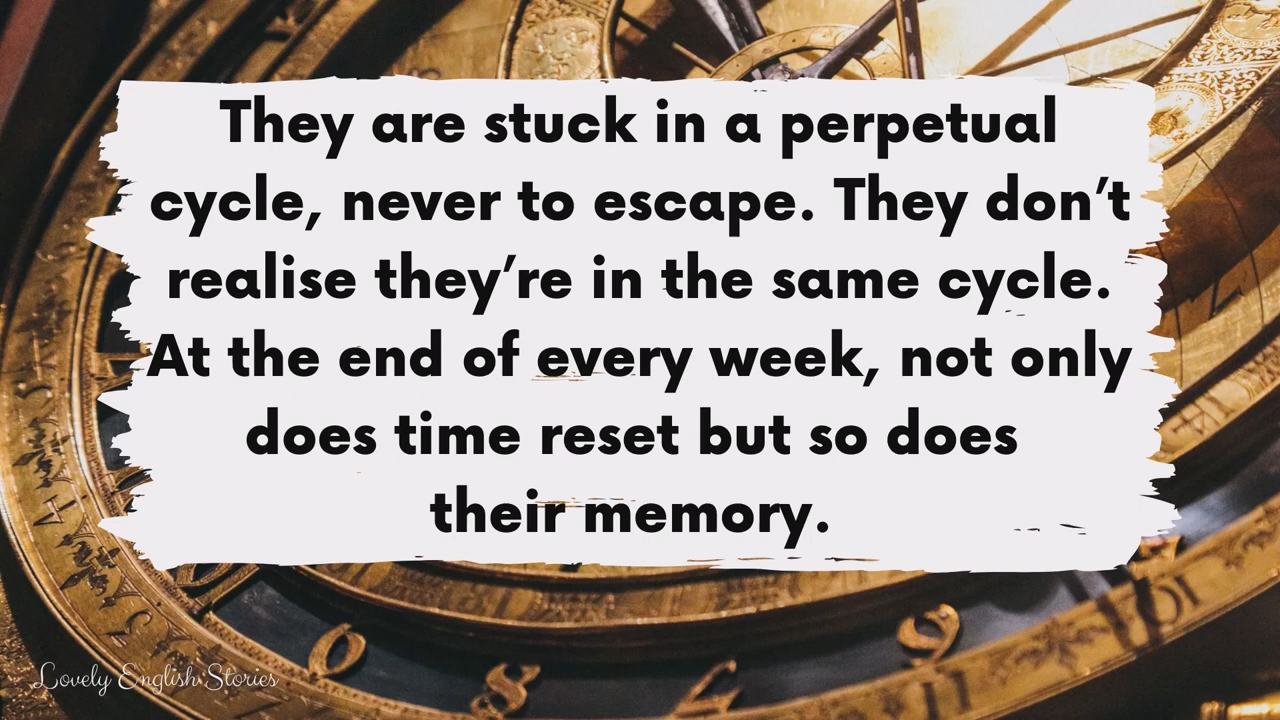 They are stuck in a perpetual
cycle, never to escape. They don’t
realise they’re in the same cycle.
At the end of every week, not only
does time reset but so does
their memory.
Lovely English Stories